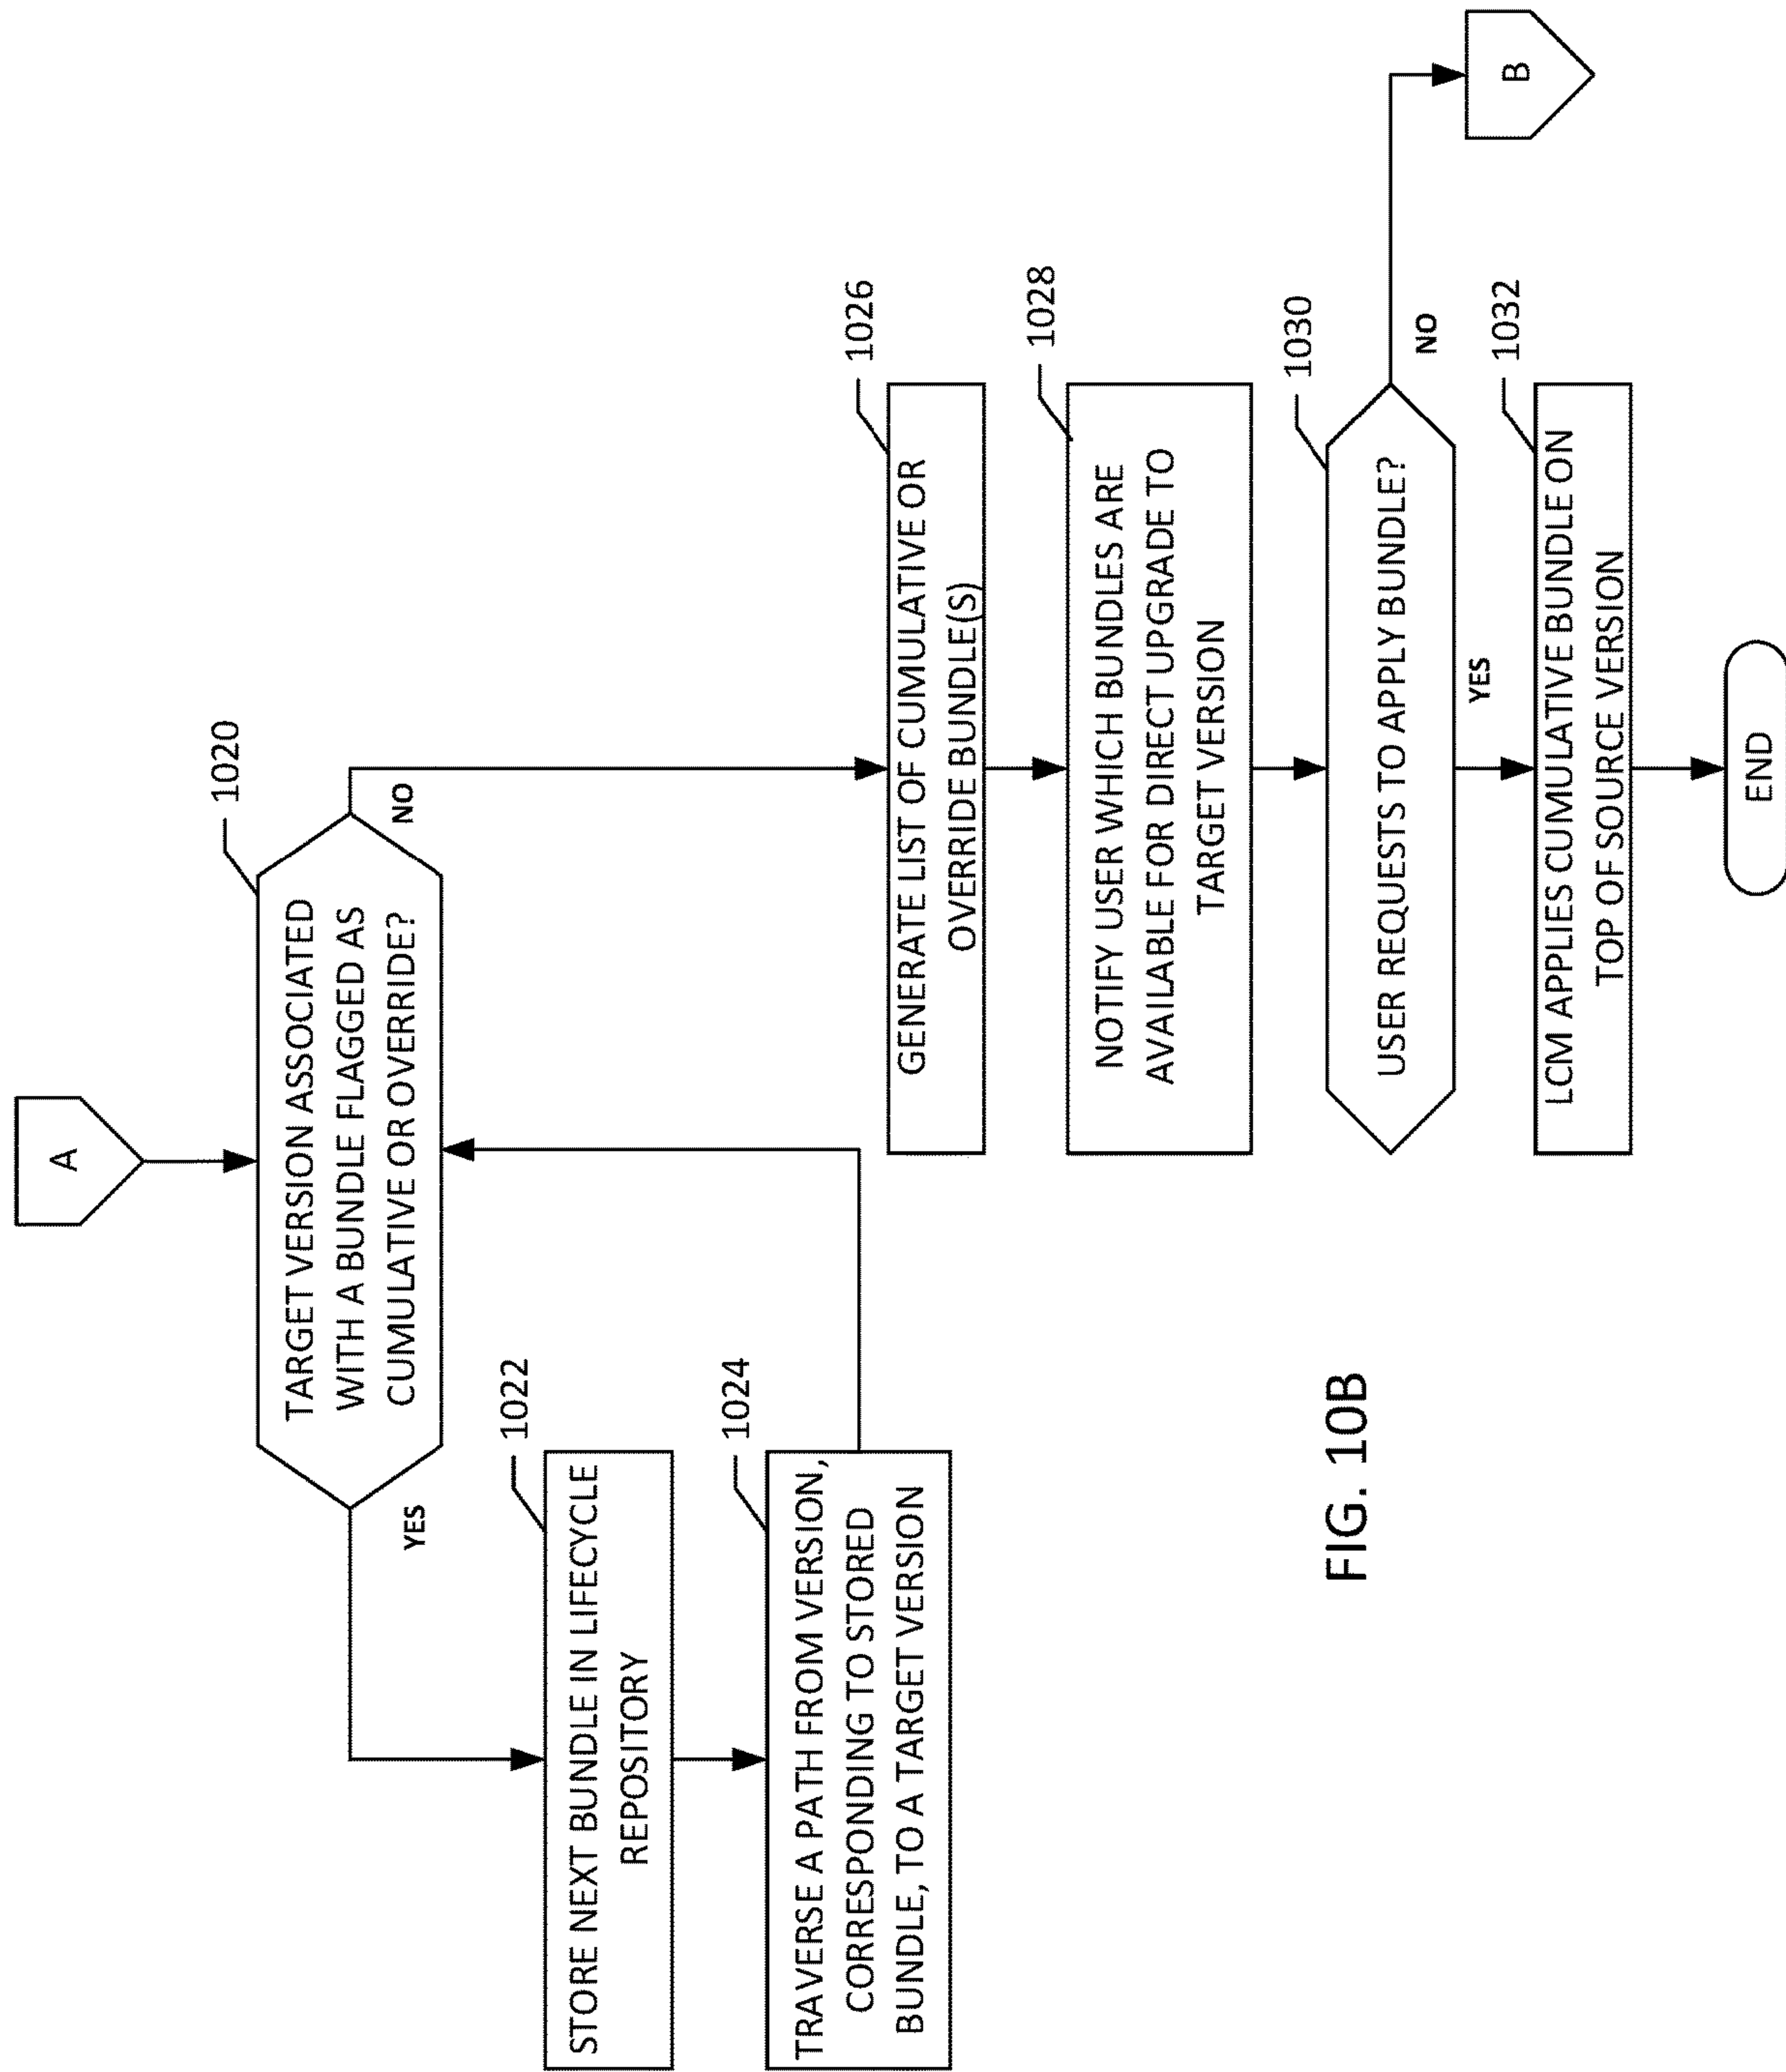 A
1020
TARGET VERSION ASSOCIATED
WITH A BUNDLE FLAGGED AS
CUMULATIVE OR OVERRIDE?
YES
NO
1022
STORE NEXT BUNDLE IN LIFECYCLE
REPOSITORY
1024
TRAVERSE A PATH FROM VERSION,
CORRESPONDING TO STORED
BUNDLE, TO A TARGET VERSION
1026
GENERATE LIST OF CUMULATIVE OR
OVERRIDE BUNDLE(S)
1028
NOTIFY USER WHICH BUNDLES ARE
AVAILABLE FOR DIRECT UPGRADE TO
TARGET VERSION
1030
USER REQUESTS TO APPLY BUNDLE?
NO
B
YES
1032
LCM APPLIES CUMULATIVE BUNDLE ON
TOP OF SOURCE VERSION
END
FIG. 10B